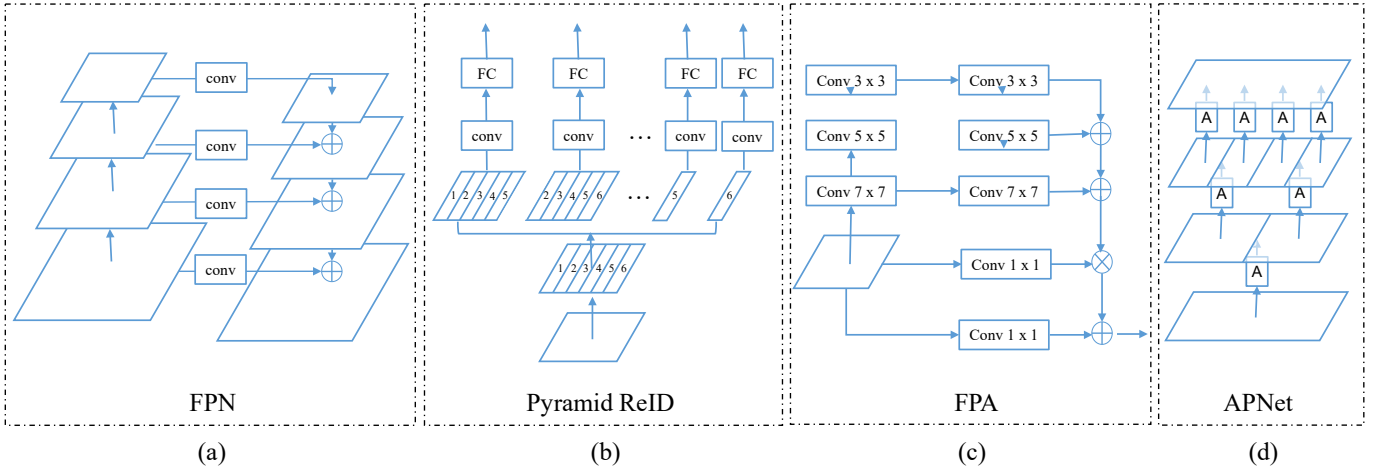 conv
conv
conv
conv
FPN
(a)
FC FC FC FC
conv conv ... conv conv
1 2 3 4 5 2 3 4 5 6 ... 5 6
1 2 3 4 5 6
Pyramid ReID
(b)
Conv 3 x 3 Conv 3 x 3
Conv 5 x 5 Conv 5 x 5
Conv 7 x 7 Conv 7 x 7
Conv 1 x 1
Conv 1 x 1
FPA
(c)
A A A A
A A
A
APNet
(d)